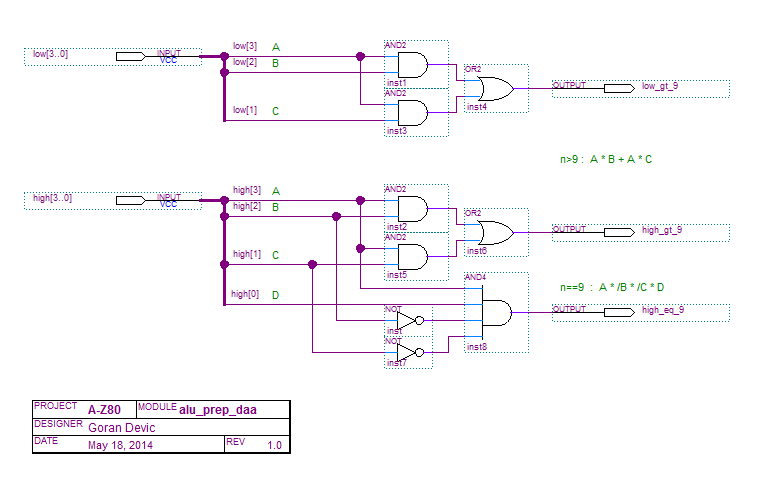 low[3..0]
INPUT
VCC
low[3] A
low[2] B
low[1] C
AND2
inst1
AND2
inst3
OR2
inst4
OUTPUT
low_gt_9
n>9 : A * B + A * C
high[3..0]
INPUT
VCC
high[3] A
high[2] B
high[1] C
high[0] D
AND2
inst2
AND2
inst5
OR2
inst6
OUTPUT
high_gt_9
n==9 : A * /B * /C * D
AND4
inst8
OUTPUT
high_eq_9
NOT
inst
NOT
inst7
PROJECT A-Z80 MODULE alu_prep_daa
DESIGNER Goran Devic
DATE May 18, 2014 REV 1.0